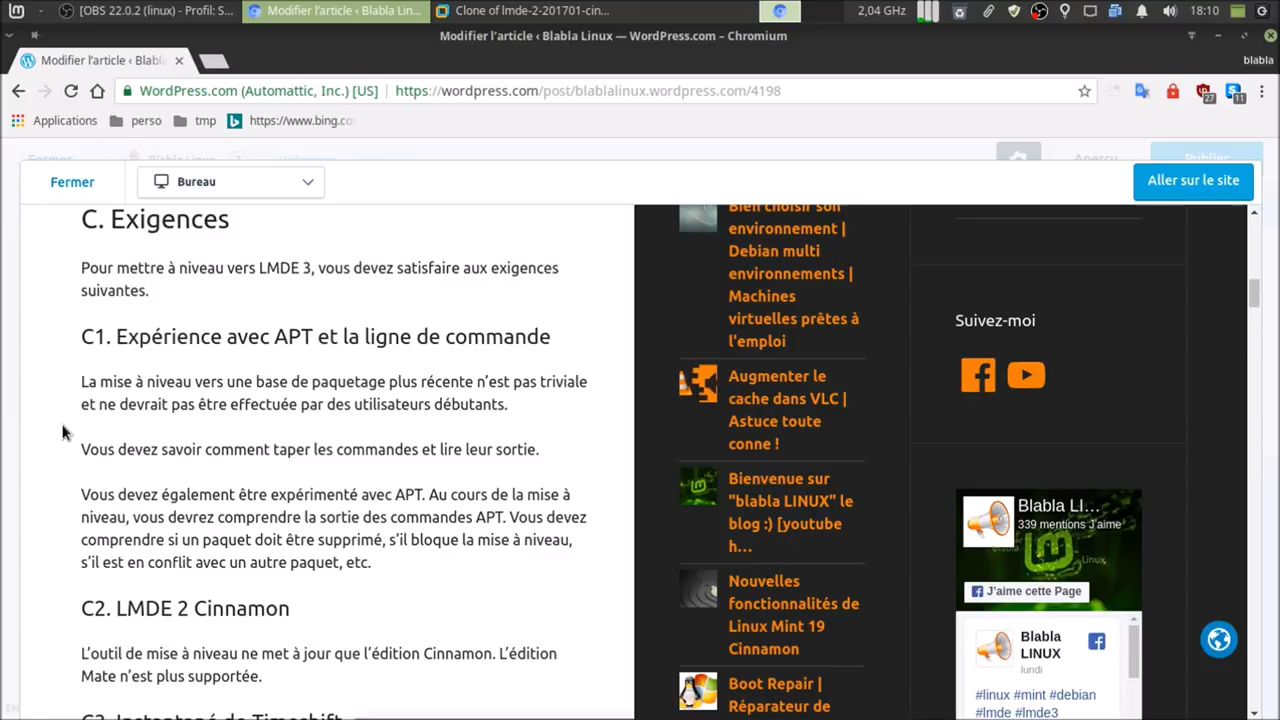 [OBS 22.0.2 (linux) - Profil: S...
Modifier l'article ‹ Blabla Lin...
Clone of lmde-2-201701-cin...
2,04 GHz
18:10
Modifier l'article ‹ Blabla Linux — WordPress.com – Chromium
Modifier l'article ‹ Blabla
blabla
WordPress.com (Automattic, Inc.) [US]
https://wordpress.com/post/blablalinux.wordpress.com/4198
27
11
Applications
perso
tmp
https://www.bing.co
Fermer
Bureau
Aller sur le site
C. Exigences
Pour mettre à niveau vers LMDE 3, vous devez satisfaire aux exigences
suivantes.
C1. Expérience avec APT et la ligne de commande
La mise à niveau vers une base de paquetage plus récente n'est pas triviale
et ne devrait pas être effectuée par des utilisateurs débutants.
Vous devez savoir comment taper les commandes et lire leur sortie.
Vous devez également être expérimenté avec APT. Au cours de la mise à
niveau, vous devrez comprendre la sortie des commandes APT. Vous devez
comprendre si un paquet doit être supprimé, s'il bloque la mise à niveau,
s'il est en conflit avec un autre paquet, etc.
C2. LMDE 2 Cinnamon
L'outil de mise à niveau ne met à jour que l'édition Cinnamon. L'édition
Mate n'est plus supportée.
C3. Instantané de Timeshift
Bien choisir son
environnement |
Debian multi
environnements |
Machines
virtuelles prêtes à
l'emploi
Augmenter le
cache dans VLC |
Astuce toute
conne !
Bienvenue sur
"blabla LINUX" le
blog :) [youtube
h…
Nouvelles
fonctionnalités de
Linux Mint 19
Cinnamon
Boot Repair |
Réparateur de
Suivez-moi
Blabla LI...
339 mentions J'aime
Linux
J'aime cette Page
Blabla
LINUX
lundi
#linux #mint #debian
#lmde #lmde3